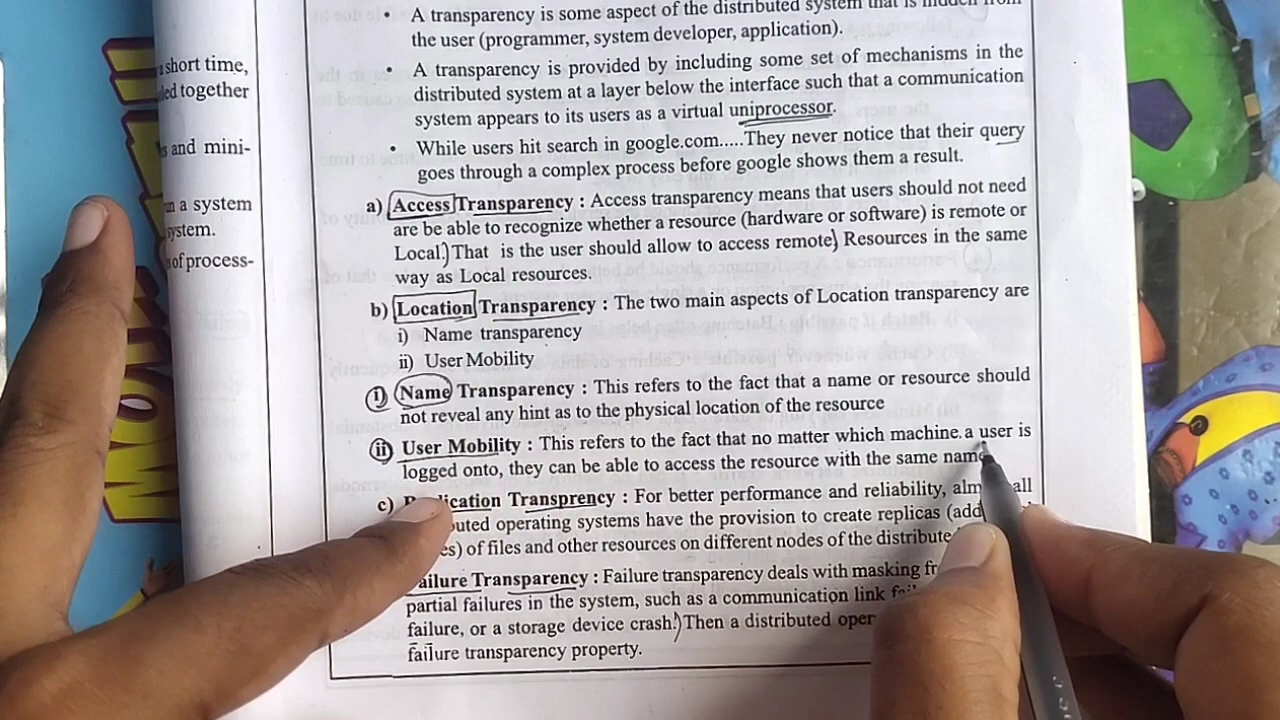 • A transparency is some aspect of the distributed system that is hidden from
the user (programmer, system developer, application).
• A transparency is provided by including some set of mechanisms in the
distributed system at a layer below the interface such that a communication
system appears to its users as a virtual uniprocessor.
• While users hit search in google.com.....They never notice that their query
goes through a complex process before google shows them a result.
a) Access Transparency : Access transparency means that users should not need
are be able to recognize whether a resource (hardware or software) is remote or
Local.) That is the user should allow to access remote) Resources in the same
way as Local resources.
b) Location Transparency : The two main aspects of Location transparency are
i) Name transparency
ii) User Mobility
i) Name Transparency : This refers to the fact that a name or resource should
not reveal any hint as to the physical location of the resource
ii) User Mobility : This refers to the fact that no matter which machine a user is
logged onto, they can be able to access the resource with the same name
c) Transprency : For better performance and reliability, all
operating systems have the provision to create replicas (add
of files and other resources on different nodes of the
Transparency : Failure transparency deals with masking
partial failures in the system, such as a communication link
failure, or a storage device crash.) Then a distributed
failure transparency property.
short time,
together
and mini-
a system
system.
of process-